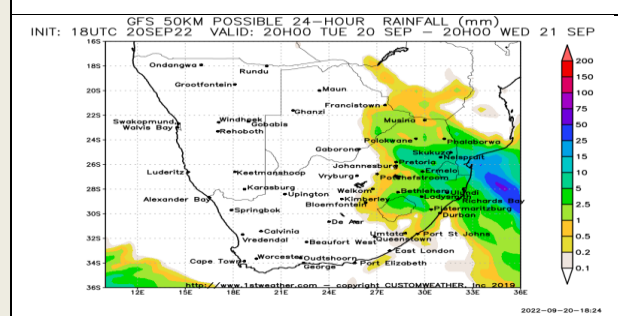 GFS 50KM POSSIBLE 24-HOUR RAINFALL (mm)
INIT: 18UTC 20SEP22 VALID: 20H00 TUE 20 SEP - 20H00 WED 21 SEP
16S
18S
20S
22S
24S
26S
28S
30S
32S
34S
36S
Ondangwa
Rundu
Grootfontein
Maun
Francistown
Ghanzi
Swakopmund
Windhoek
Gobabis
Musina
Walvis Bay
Rehoboth
Polokwane
Phalaborwa
Gaborone
Skukuza
Pretoria
Nelspruit
Johannesburg
Luderitz
Keetmanshoop
Vryburg
Ermelo
Potchefstroom
Karasburg
Upington
Welkom
Bethlehem
Ulundi
Alexander Bay
Kimberley
Ladysmith
Richards Bay
Bloemfontein
Springbok
Pietermaritzburg
Durban
De Aar
Calvinia
Umtata
Port St Johns
Vredendal
Beaufort West
Queenstown
East London
Cape Town
Worcester
Oudtshoorn
George
Port Elizabeth
http://www.1stweather.com - copyright CUSTOMWEATHER, Inc 2019
12E 15E 18E 21E 24E 27E 30E 33E 36E
200
150
100
75
50
25
15
10
5
2.5
1
0.5
0.2
0.1
2022-09-20-18:24